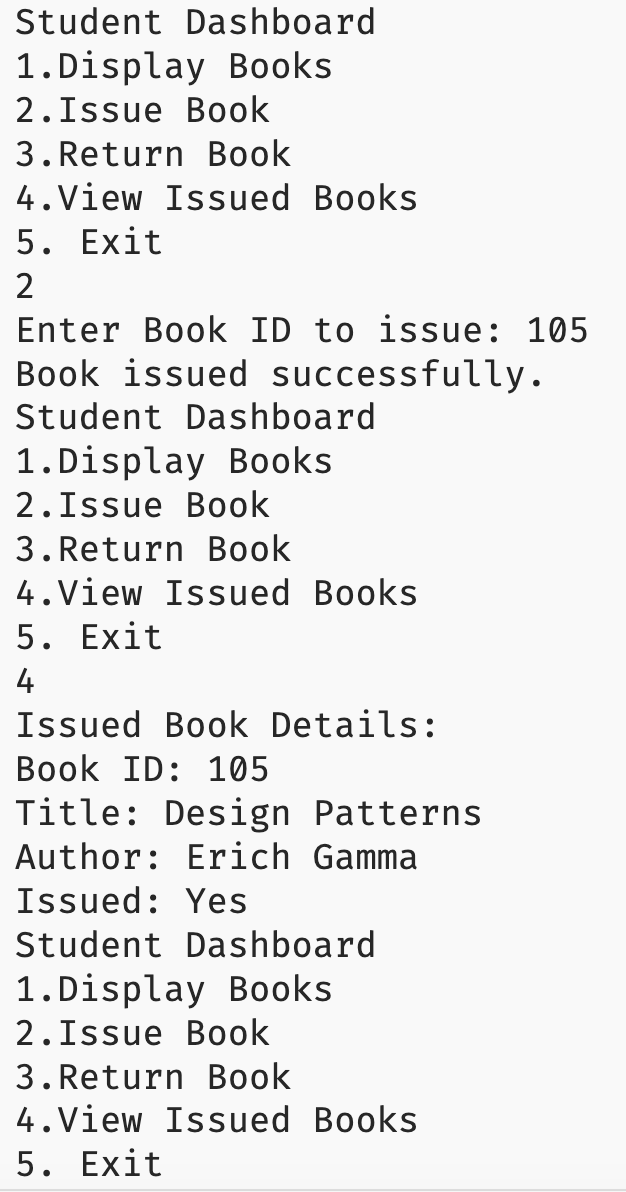 Student Dashboard
1.Display Books
2.Issue Book
3.Return Book
4.View Issued Books
5. Exit
2
Enter Book ID to issue: 105
Book issued successfully.
Student Dashboard
1.Display Books
2.Issue Book
3.Return Book
4.View Issued Books
5. Exit
4
Issued Book Details:
Book ID: 105
Title: Design Patterns
Author: Erich Gamma
Issued: Yes
Student Dashboard
1.Display Books
2.Issue Book
3.Return Book
4.View Issued Books
5. Exit